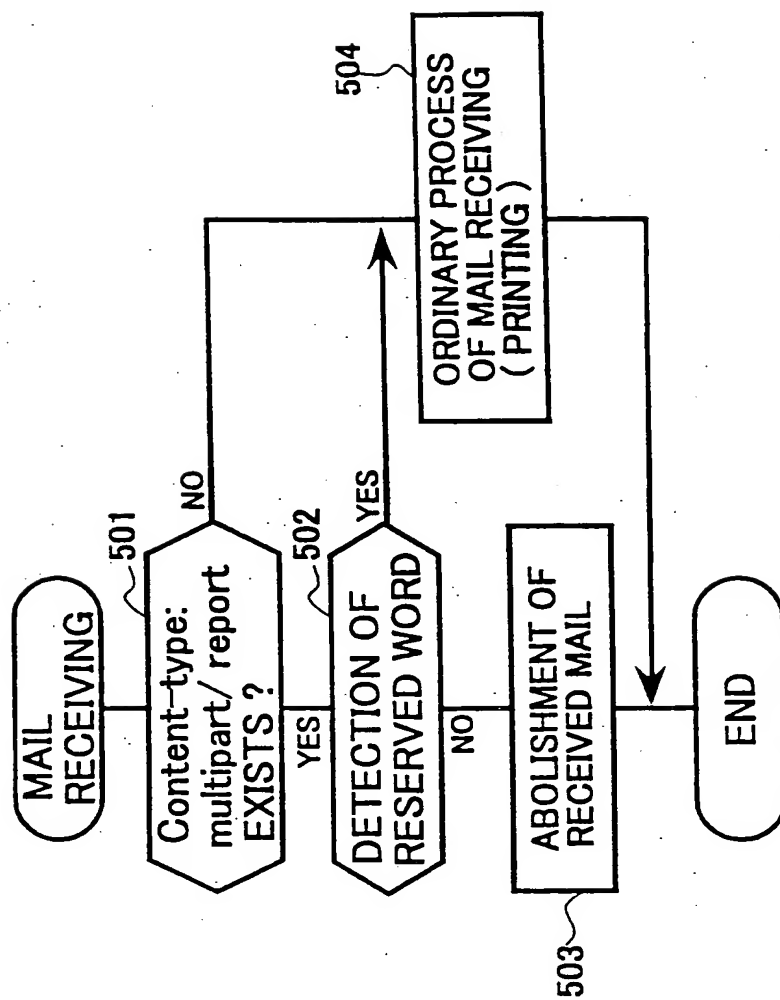 MAIL
RECEIVING
501
Content-type:
multipart/ report
EXISTS ?
NO
YES
502
DETECTION OF
RESERVED WORD
YES
NO
503
ABOLISHMENT OF
RECEIVED MAIL
504
ORDINARY PROCESS
OF MAIL RECEIVING
( PRINTING )
END